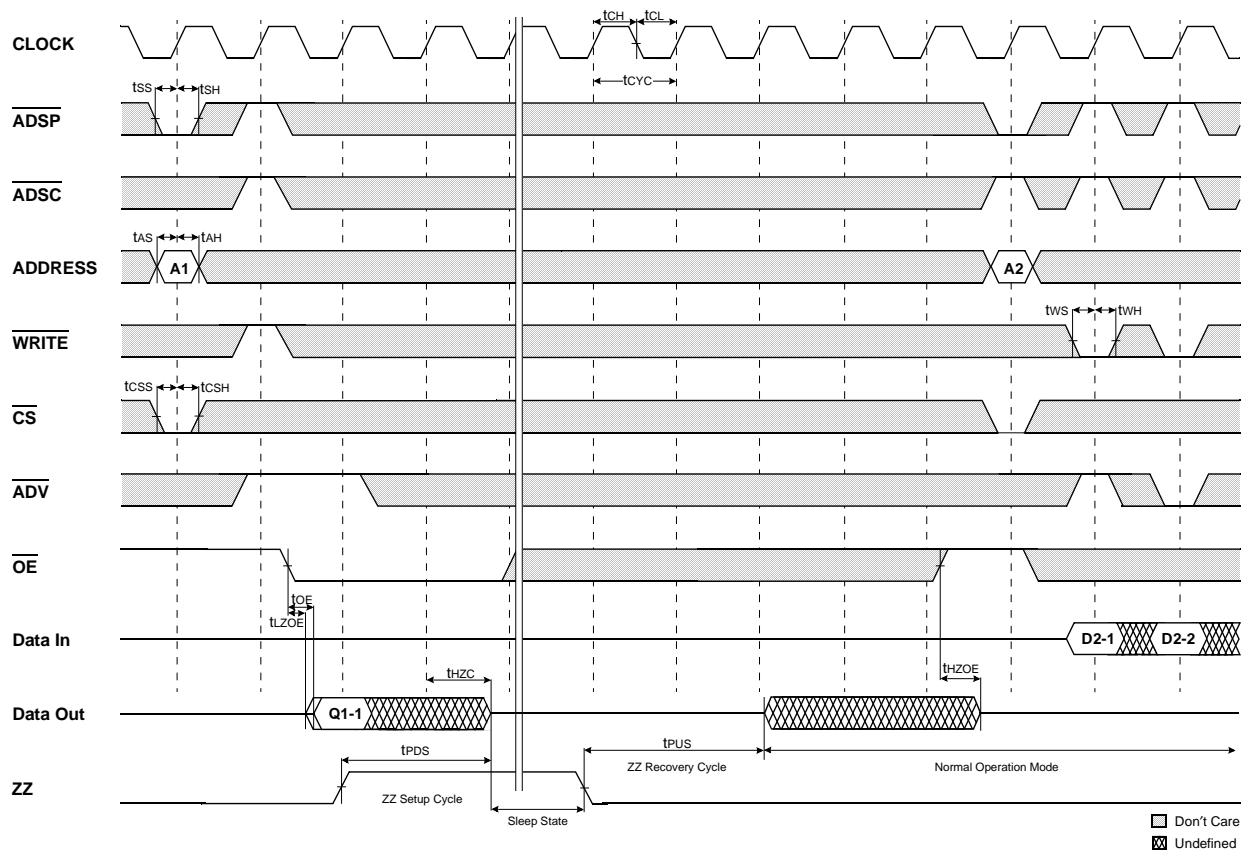 tCH tCL
CLOCK
tCYC
tSS tSH
ADSP
ADSC
tAS tAH
ADDRESS A1 A2
tWS tWH
WRITE
tCSS tCSH
CS
ADV
OE
tOE
tLZOE
Data In D2-1 D2-2
tHZC tHZOE
Data Out Q1-1
tPDS tPUS
ZZ Recovery Cycle Normal Operation Mode
ZZ ZZ Setup Cycle
Sleep State
Don′t Care
Undefined